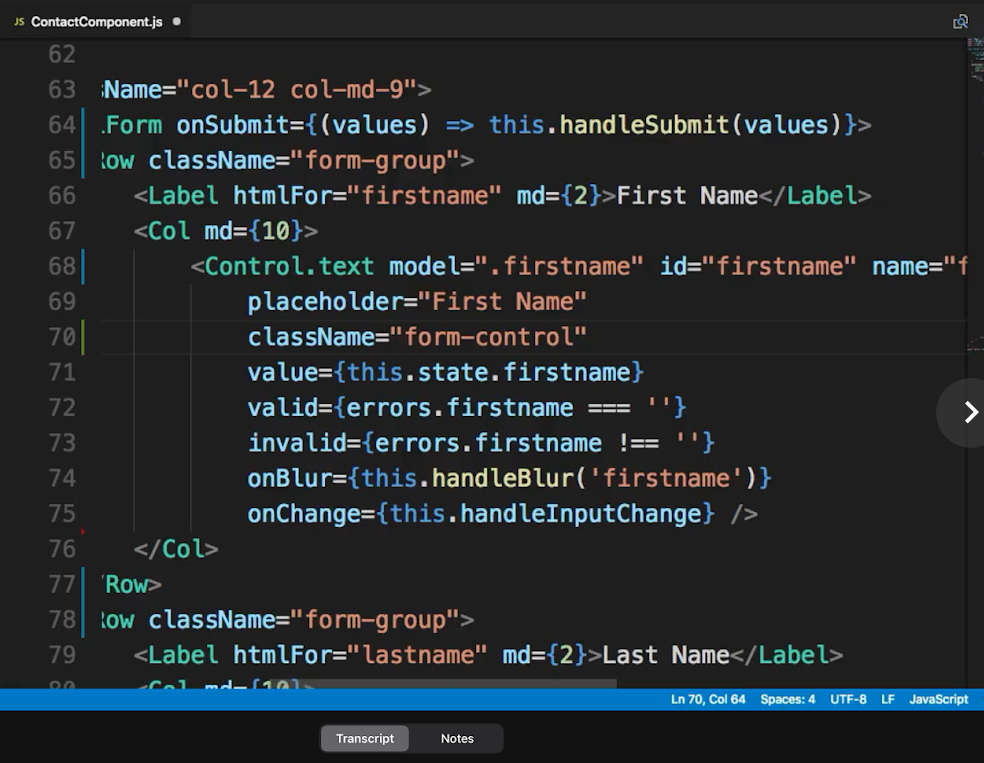 JS ContactComponent.js
62
63 sName="col-12 col-md-9">
64 .Form onSubmit={(values) => this.handleSubmit(values)}>
65 Row className="form-group">
66 <Label htmlFor="firstname" md={2}>First Name</Label>
67 <Col md={10}>
68 <Control.text model=".firstname" id="firstname" name="f
69 placeholder="First Name"
70 className="form-control"
71 value={this.state.firstname}
72 valid={errors.firstname === ''}
73 invalid={errors.firstname !== ''}
74 onBlur={this.handleBlur('firstname')}
75 onChange={this.handleInputChange} />
76 </Col>
77 /Row>
78 Row className="form-group">
79 <Label htmlFor="lastname" md={2}>Last Name</Label>
80 <Col md={10}>
Ln 70, Col 64 Spaces: 4 UTF-8 LF JavaScript
Transcript Notes